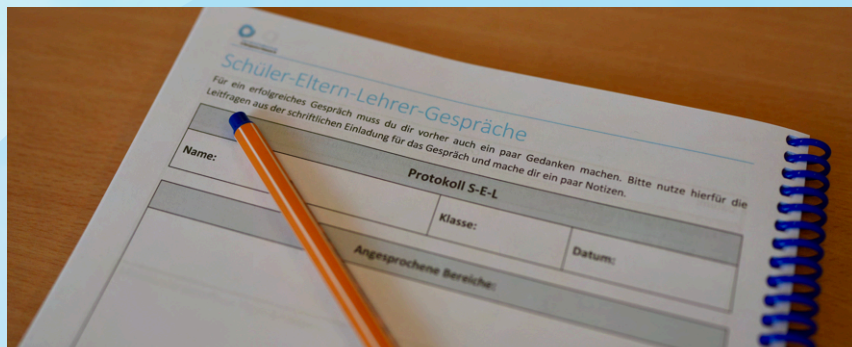 Schüler-Eltern-Lehrer-Gespräche
Für ein erfolgreiches Gespräch muss du dir vorher auch ein paar Gedanken machen. Bitte nutze hierfür die
Leitfragen aus der schriftlichen Einladung für das Gespräch und mache dir ein paar Notizen.
Protokoll S-E-L
Name:
Klasse:
Datum:
Angesprochene Bereiche: